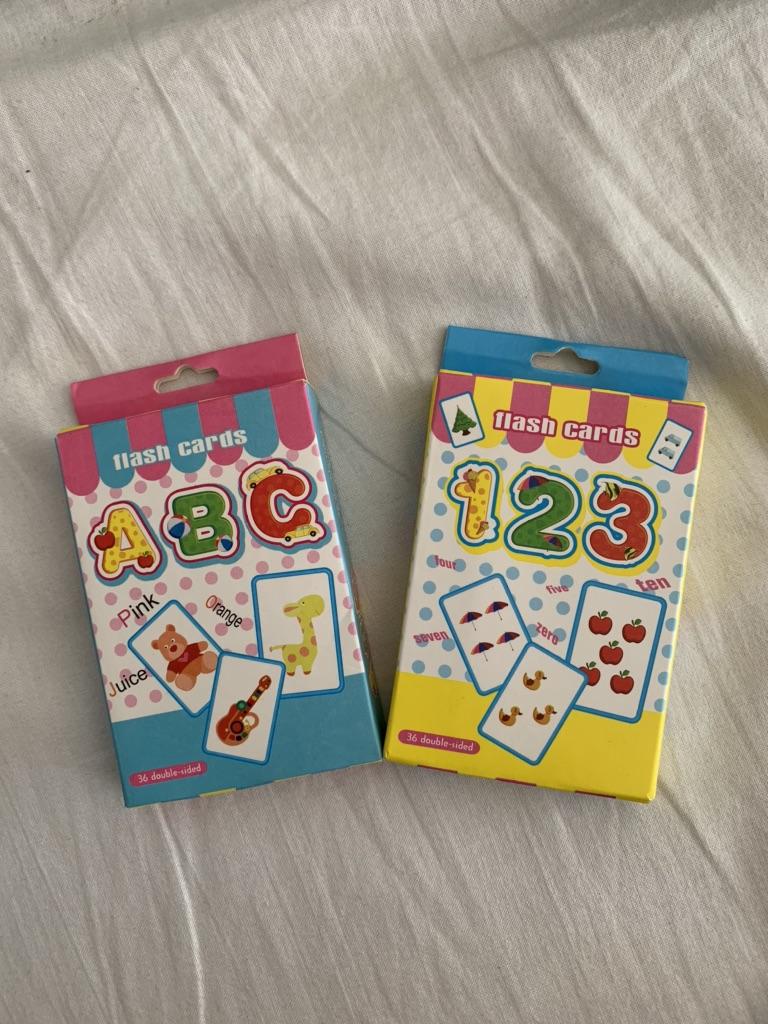 flash cards
ABC
Pink
Orange
Juice
36 double-sided
flash cards
123
four
five
ten
seven
zero
36 double-sided